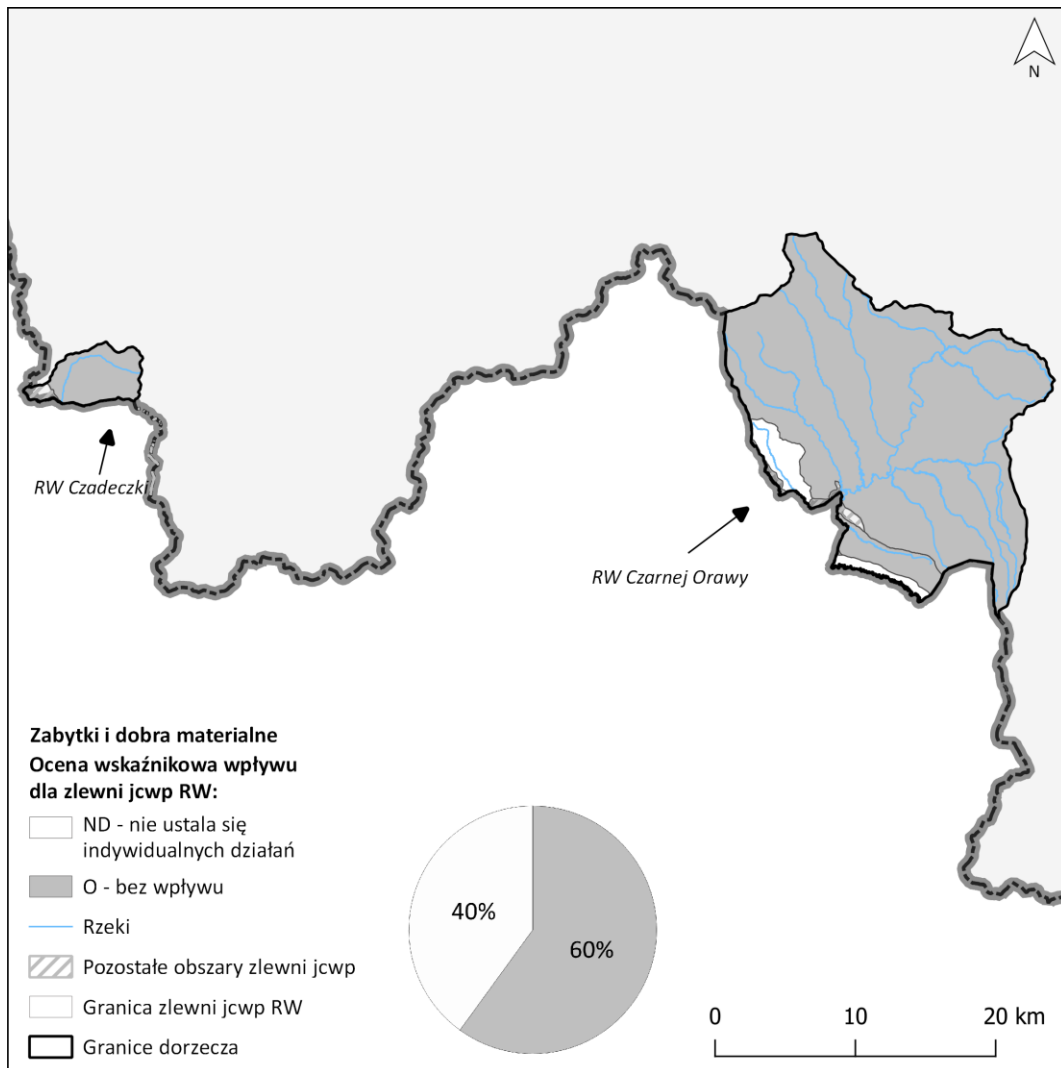 N
RW Czadeczki
RW Czarnej Orawy
Zabytki i dobra materialne
Ocena wskaźnikowa wpływu
dla zlewni jcwp RW:
ND - nie ustala się
indywidualnych działań
O - bez wpływu
Rzeki
Pozostałe obszary zlewni jcwp
Granica zlewni jcwp RW
Granice dorzecza
40%
60%
0 10 20 km